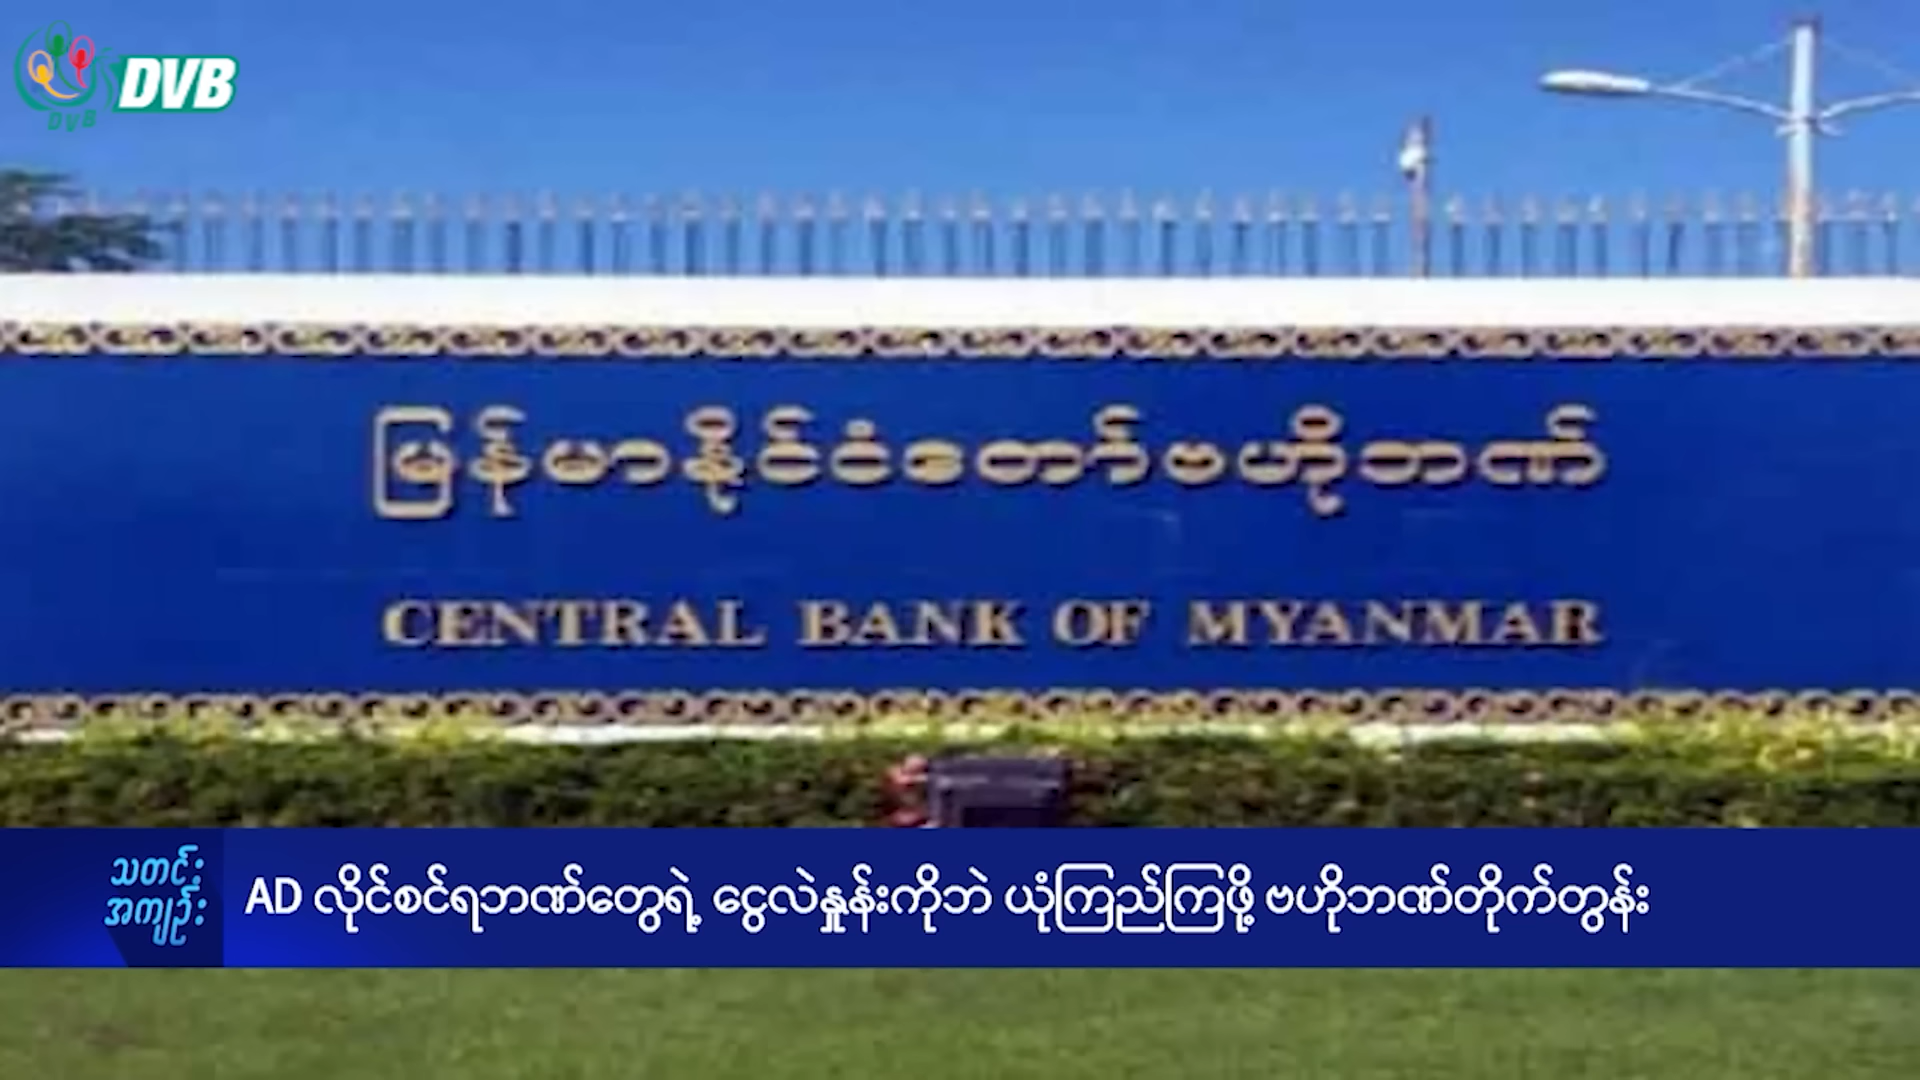 DVB
DVB
မြန်မာနိုင်ငံတော်ဗဟိုဘဏ်
CENTRAL BANK OF MYANMAR
သတင်း
အကျဉ်း
AD လိုင်စင်ရဘဏ်တွေရဲ့ ငွေလဲနှုန်းကိုဘဲ ယုံကြည်ကြဖို့ ဗဟိုဘဏ်တိုက်တွန်း